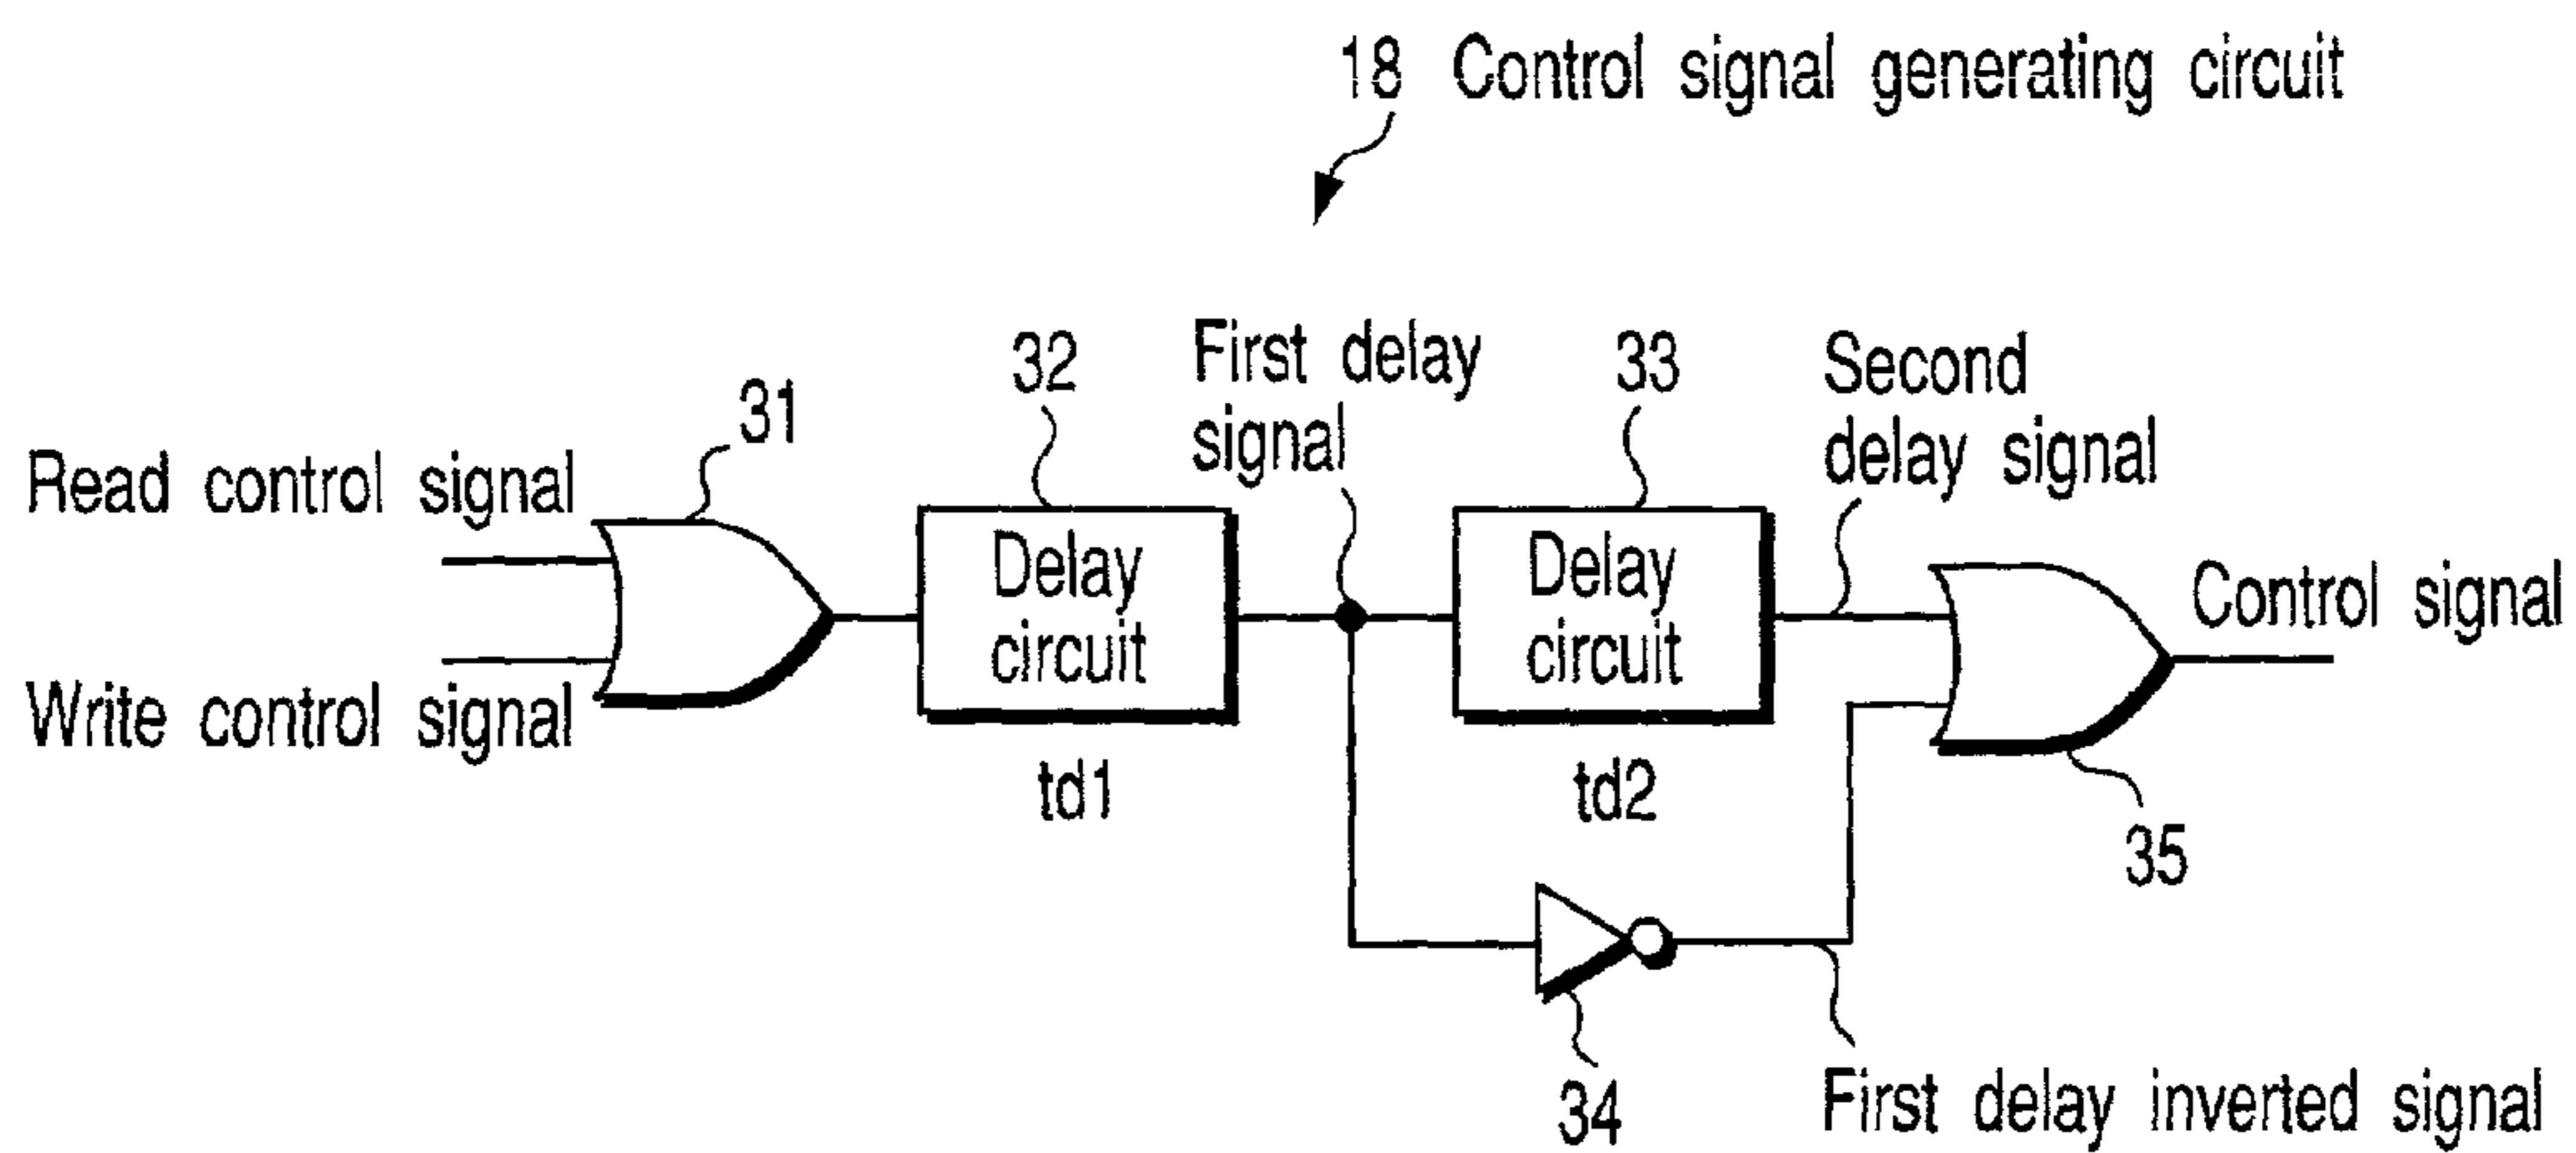 18 Control signal generating circuit
32
First delay
signal
33
Second
delay signal
31
Read control signal
Delay
circuit
Delay
circuit
Control signal
Write control signal
td1
td2
35
34
First delay inverted signal